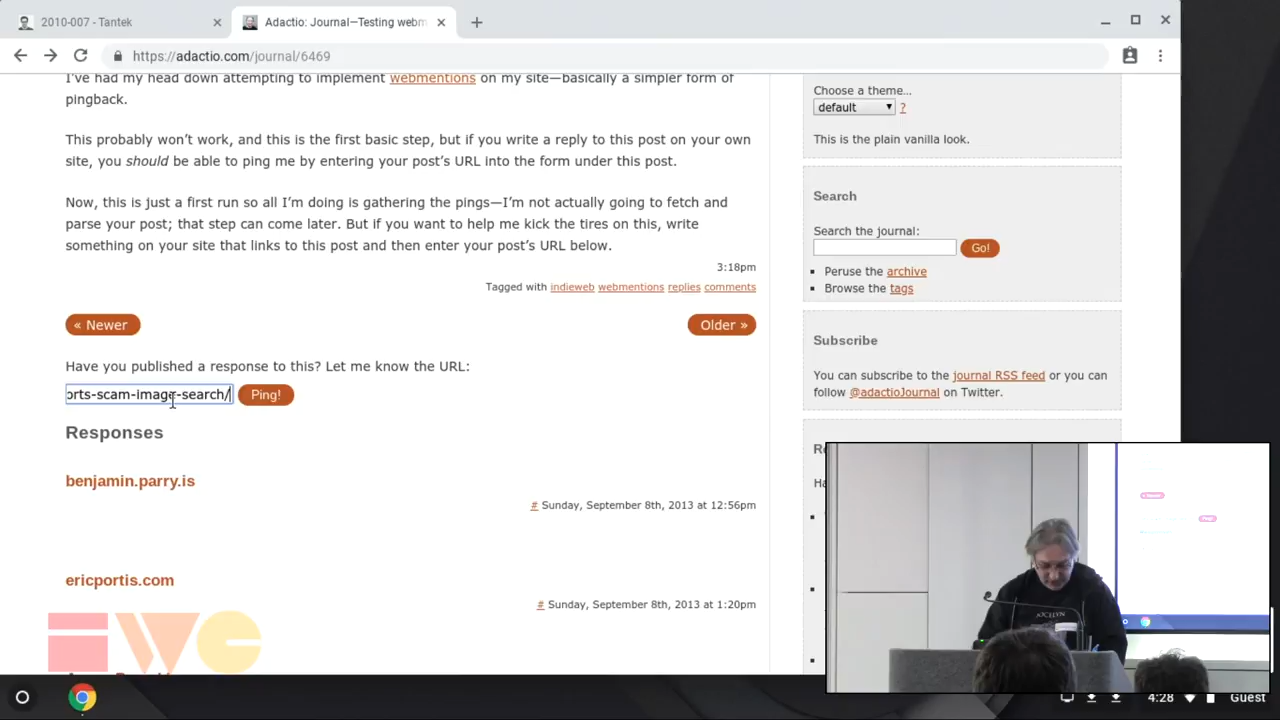 2010-007 - Tantek
Adactio: Journal—Testing webm
https://adactio.com/journal/6469
I've had my head down attempting to implement webmentions on my site—basically a simpler form of
pingback.
This probably won't work, and this is the first basic step, but if you write a reply to this post on your own
site, you should be able to ping me by entering your post's URL into the form under this post.
Now, this is just a first run so all I'm doing is gathering the pings—I'm not actually going to fetch and
parse your post; that step can come later. But if you want to help me kick the tires on this, write
something on your site that links to this post and then enter your post's URL below.
3:18pm
Tagged with indieweb webmentions replies comments
« Newer
Older »
Have you published a response to this? Let me know the URL:
orts-scam-image-search/
Ping!
Responses
benjamin.parry.is
# Sunday, September 8th, 2013 at 12:56pm
ericportis.com
# Sunday, September 8th, 2013 at 1:20pm
iwc
Choose a theme...
default
?
This is the plain vanilla look.
Search
Search the journal:
Go!
Peruse the archive
Browse the tags
Subscribe
You can subscribe to the journal RSS feed or you can
follow @adactioJournal on Twitter.
JOCELYN
4:28
Guest